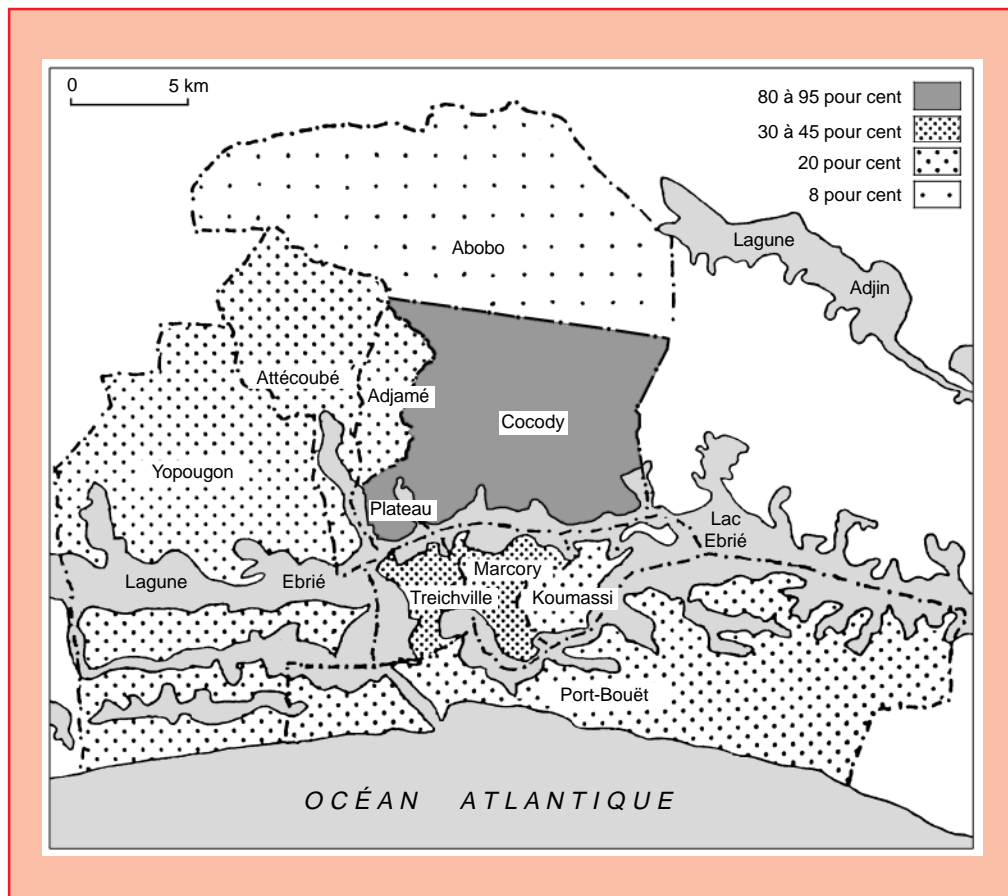 0 5 km
80 à 95 pour cent
30 à 45 pour cent
20 pour cent
8 pour cent
Abobo
Lagune
Adjin
Attécoubé
Adjamé
Cocody
Yopougon
Plateau
Lac
Ebrié
Marcory
Lagune Ebrié
Treichville Koumassi
Port-Bouët
OCÉAN ATLANTIQUE